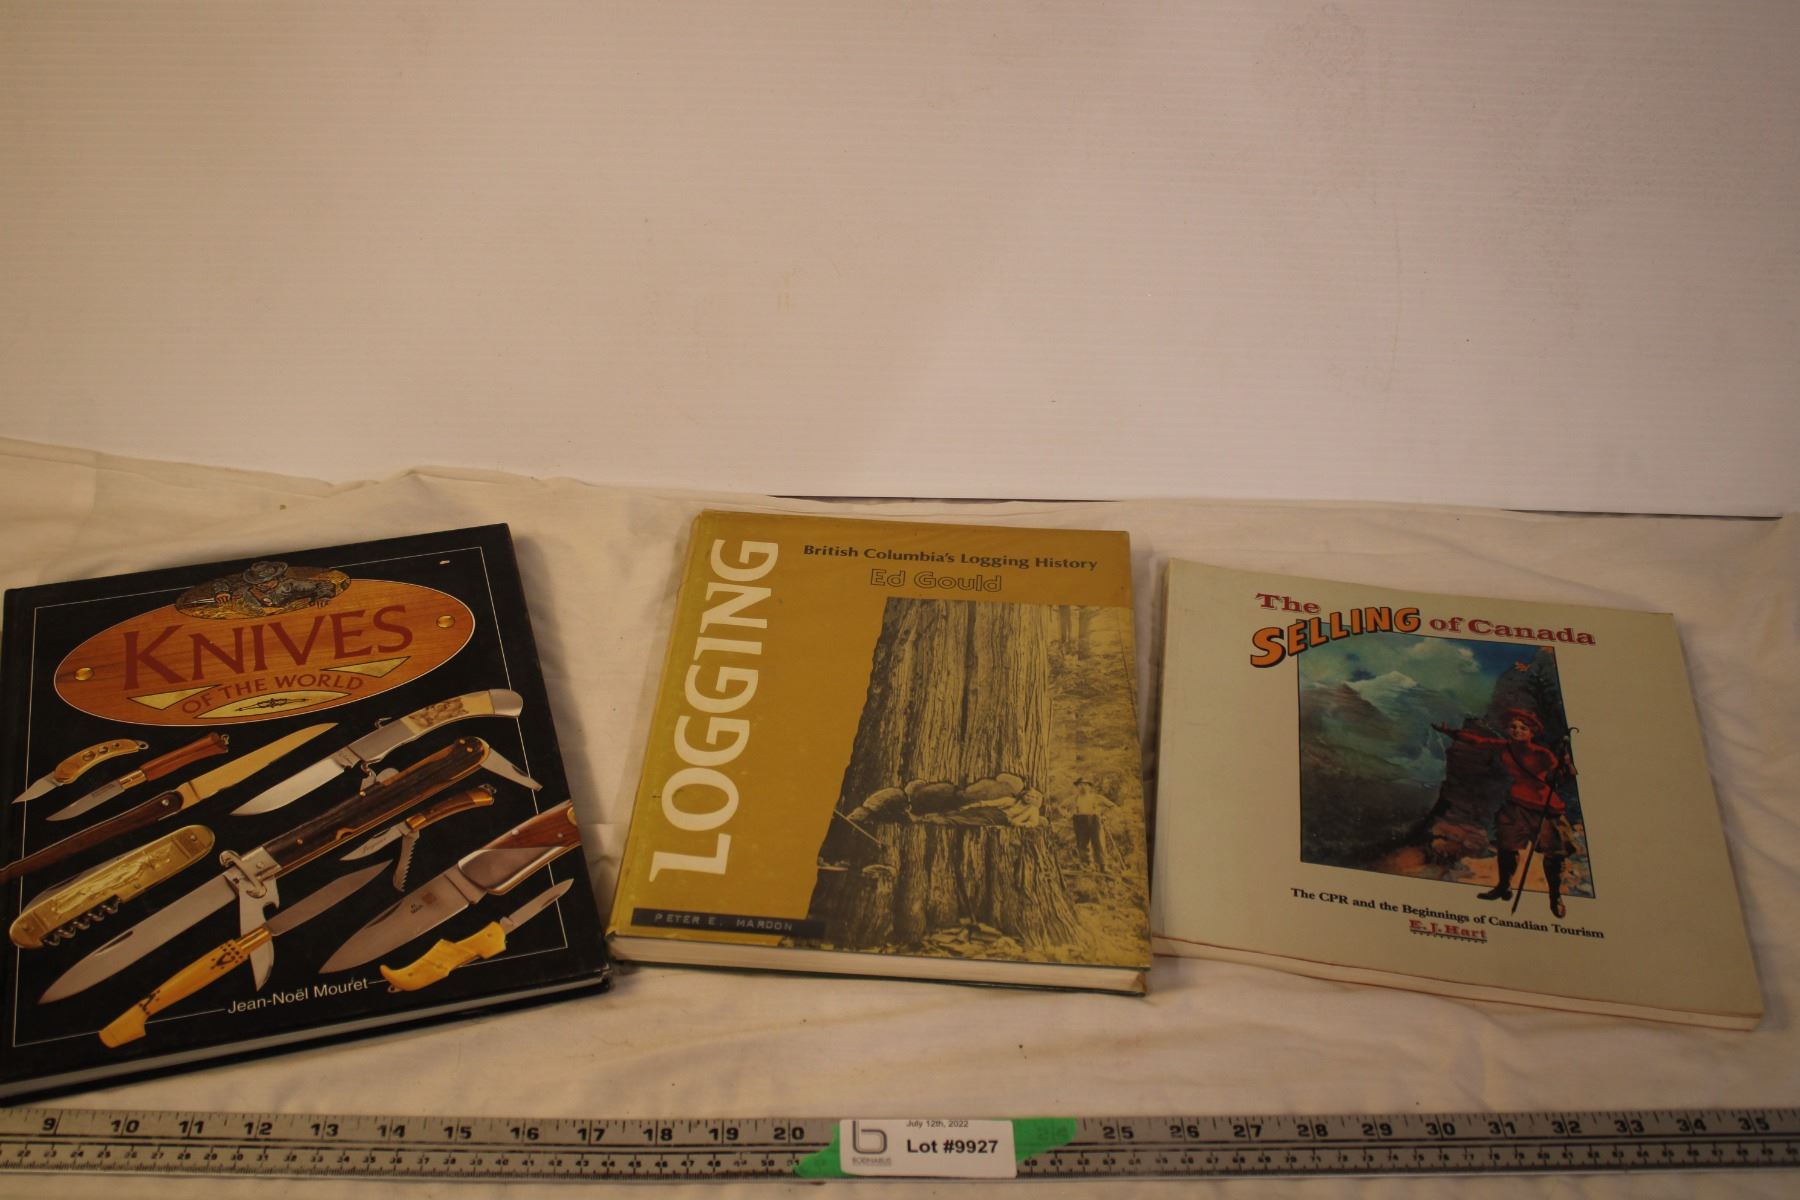 KNIVES
OF THE WORLD
Jean-Noël Mouret
LOGGING
British Columbia's Logging History
Ed Gould
PETER E. MARDON
The
SELLING of Canada
The CPR and the Beginnings of Canadian Tourism
E.J. Hart
9 10 11 12 13 14 15 16 17 18 19 20 25 26 27 28 29 30 31 32 33 34 35
July 12th, 2022
Lot #9927
BODNARUS